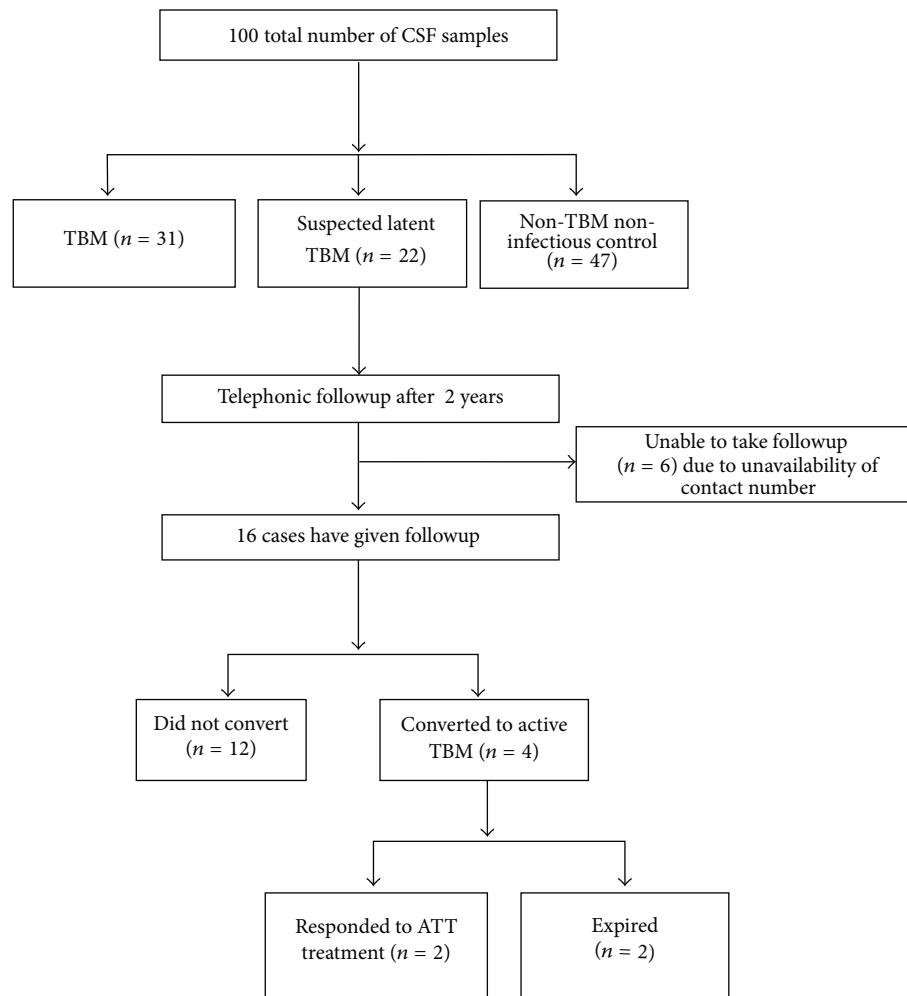 100 total number of CSF samples
TBM (n = 31)
Suspected latent
TBM (n = 22)
Non-TBM non-
infectious control
(n = 47)
Telephonic followup after 2 years
Unable to take followup
(n = 6) due to unavailability of
contact number
16 cases have given followup
Did not convert
(n = 12)
Converted to active
TBM (n = 4)
Responded to ATT
treatment (n = 2)
Expired
(n = 2)